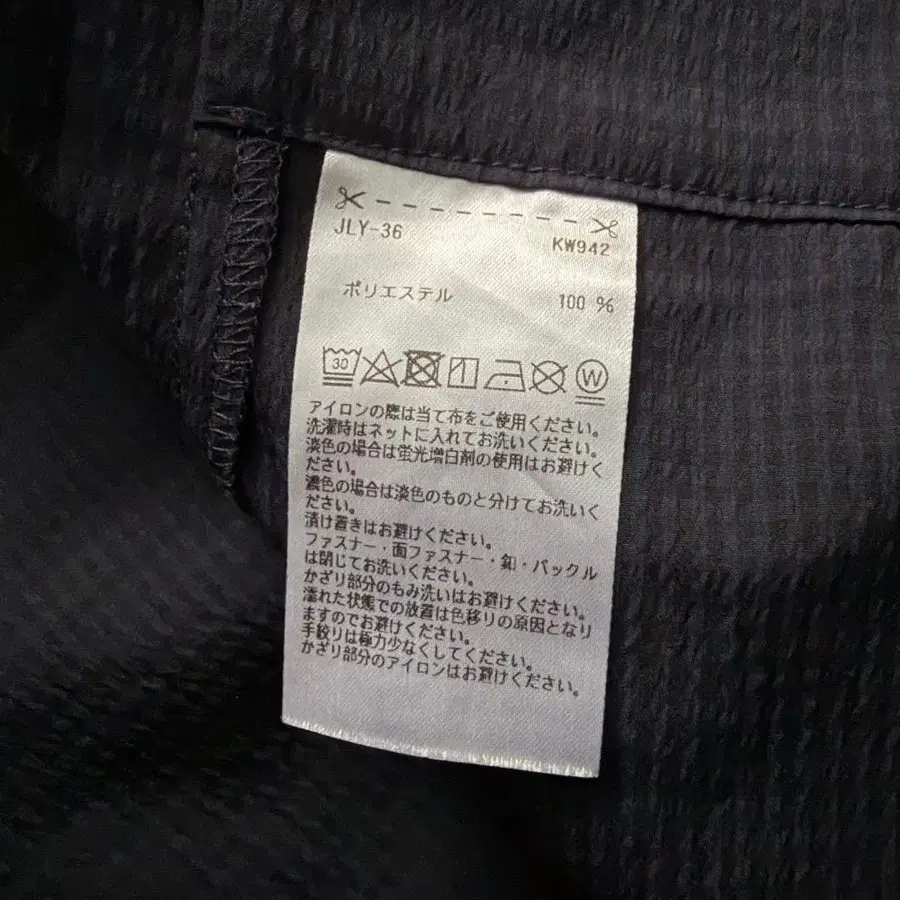 JLY-36 KW942
ポリエステル 100 %
30
W
アイロンの際は当て布をご使用ください。
洗濯時はネットに入れてお洗いください。
淡色の場合は蛍光増白剤の使用はお避けく
ださい。
濃色の場合は淡色のものと分けてお洗いく
ださい。
漬け置きはお避けください。
ファスナー・面ファスナー・釦・バックル
は閉じてお洗いください。
かざり部分のもみ洗いはお避けください。
濡れた状態での放置は色移りの原因となり
ますのでお避けください。
手絞りは極力少なくしてください。
かざり部分のアイロンはお避けください。